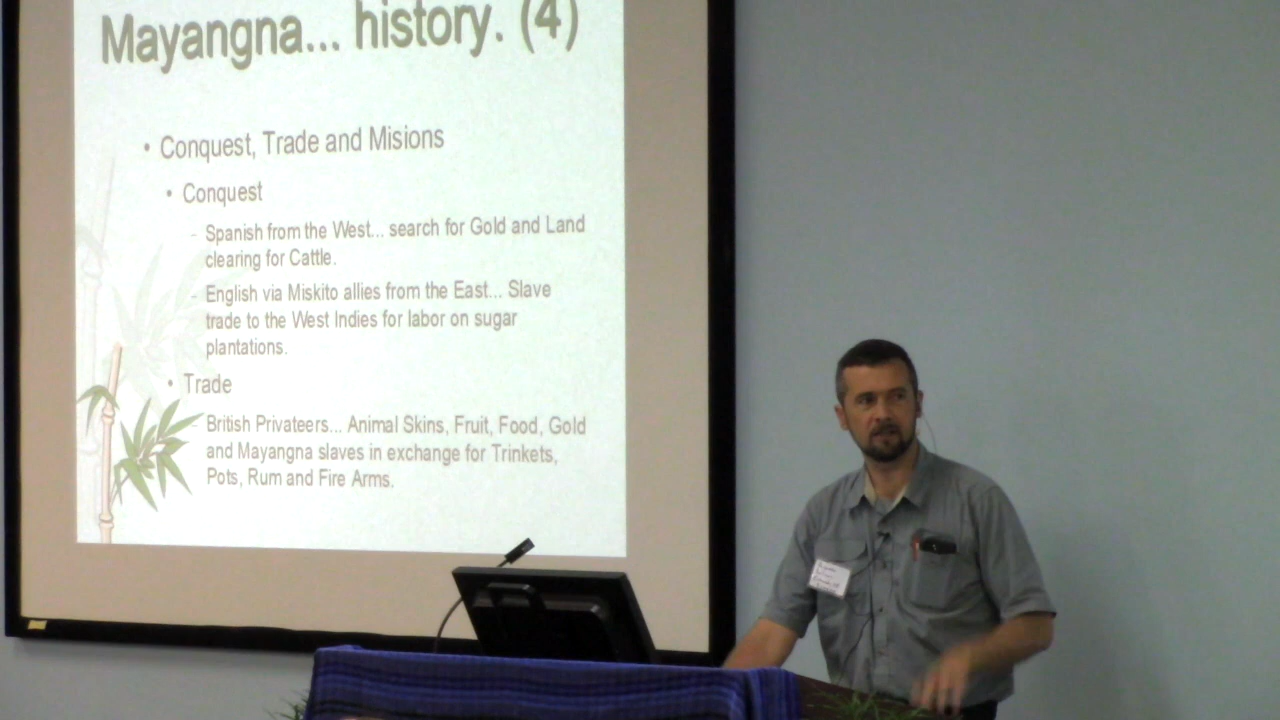 Mayangna... history. (4)
• Conquest, Trade and Misions
• Conquest
- Spanish from the West... search for Gold and Land
clearing for Cattle.
- English via Miskito allies from the East... Slave
trade to the West Indies for labor on sugar
plantations.
• Trade
British Privateers... Animal Skins, Fruit, Food, Gold
and Mayangna slaves in exchange for Trinkets,
Pots, Rum and Fire Arms.